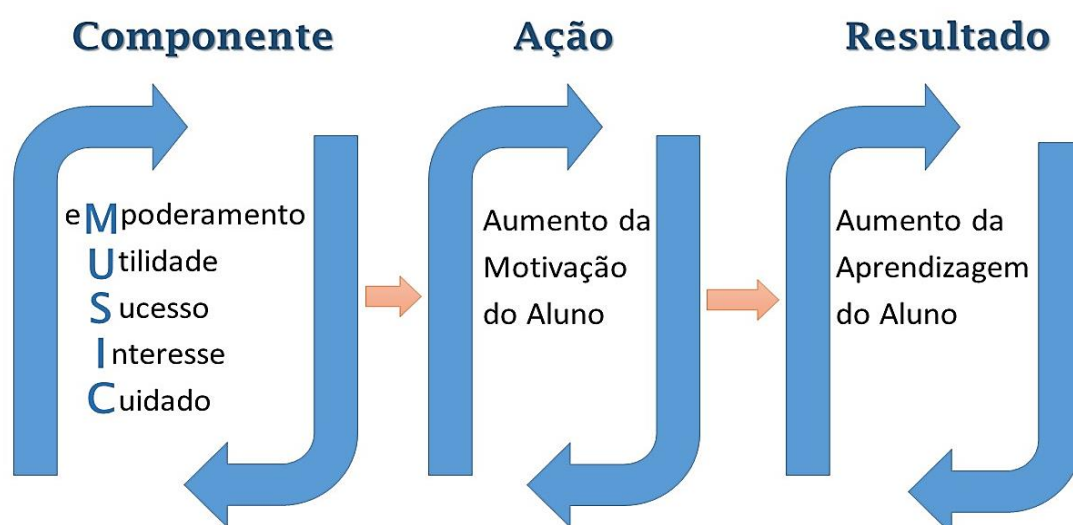 Componente
eMpoderamento
Utilidade
Sucesso
Interesse
Cuidado
Ação
Aumento da
Motivação
do Aluno
Resultado
Aumento da
Aprendizagem
do Aluno